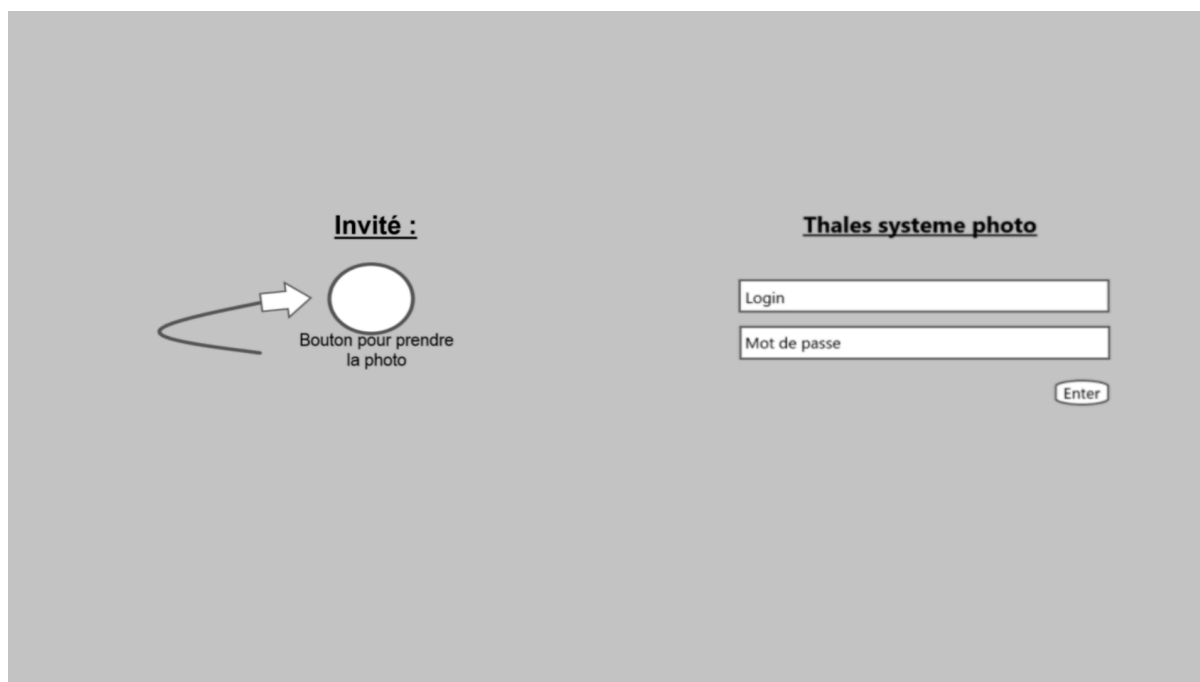 Invité :
Bouton pour prendre
la photo
Thales systeme photo
Login
Mot de passe
Enter